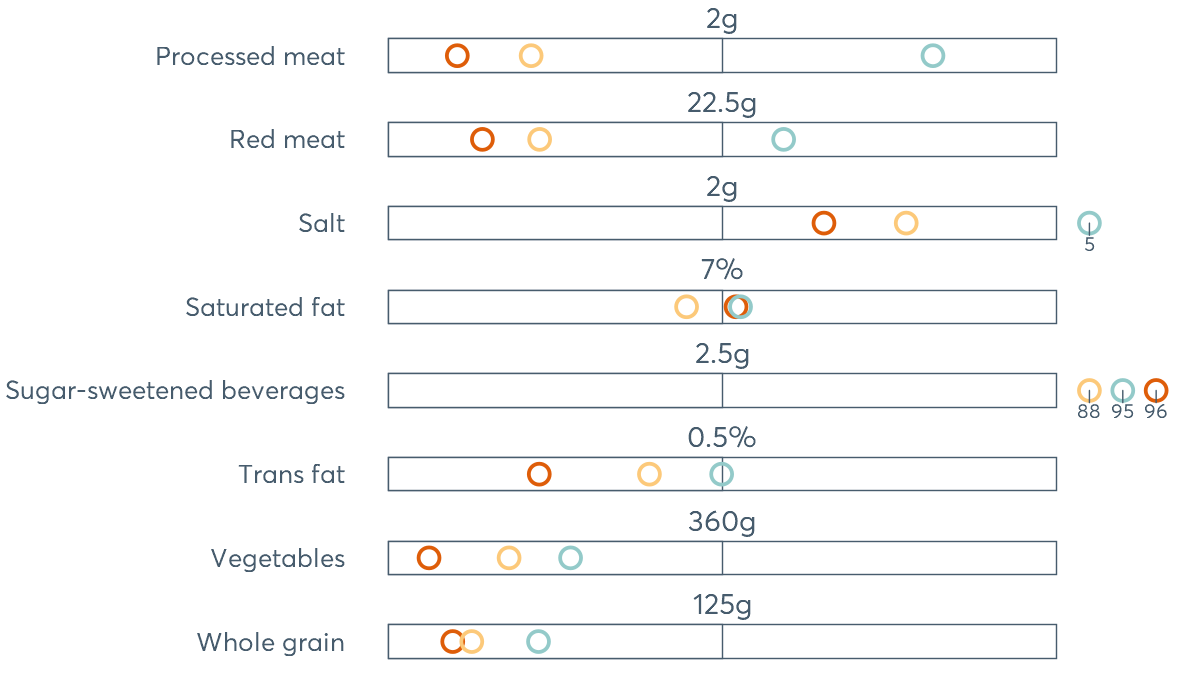 2g
Processed meat
22.5g
Red meat
2g
Salt
5
7%
Saturated fat
2.5g
Sugar-sweetened beverages
88 95 96
0.5%
Trans fat
360g
Vegetables
125g
Whole grain